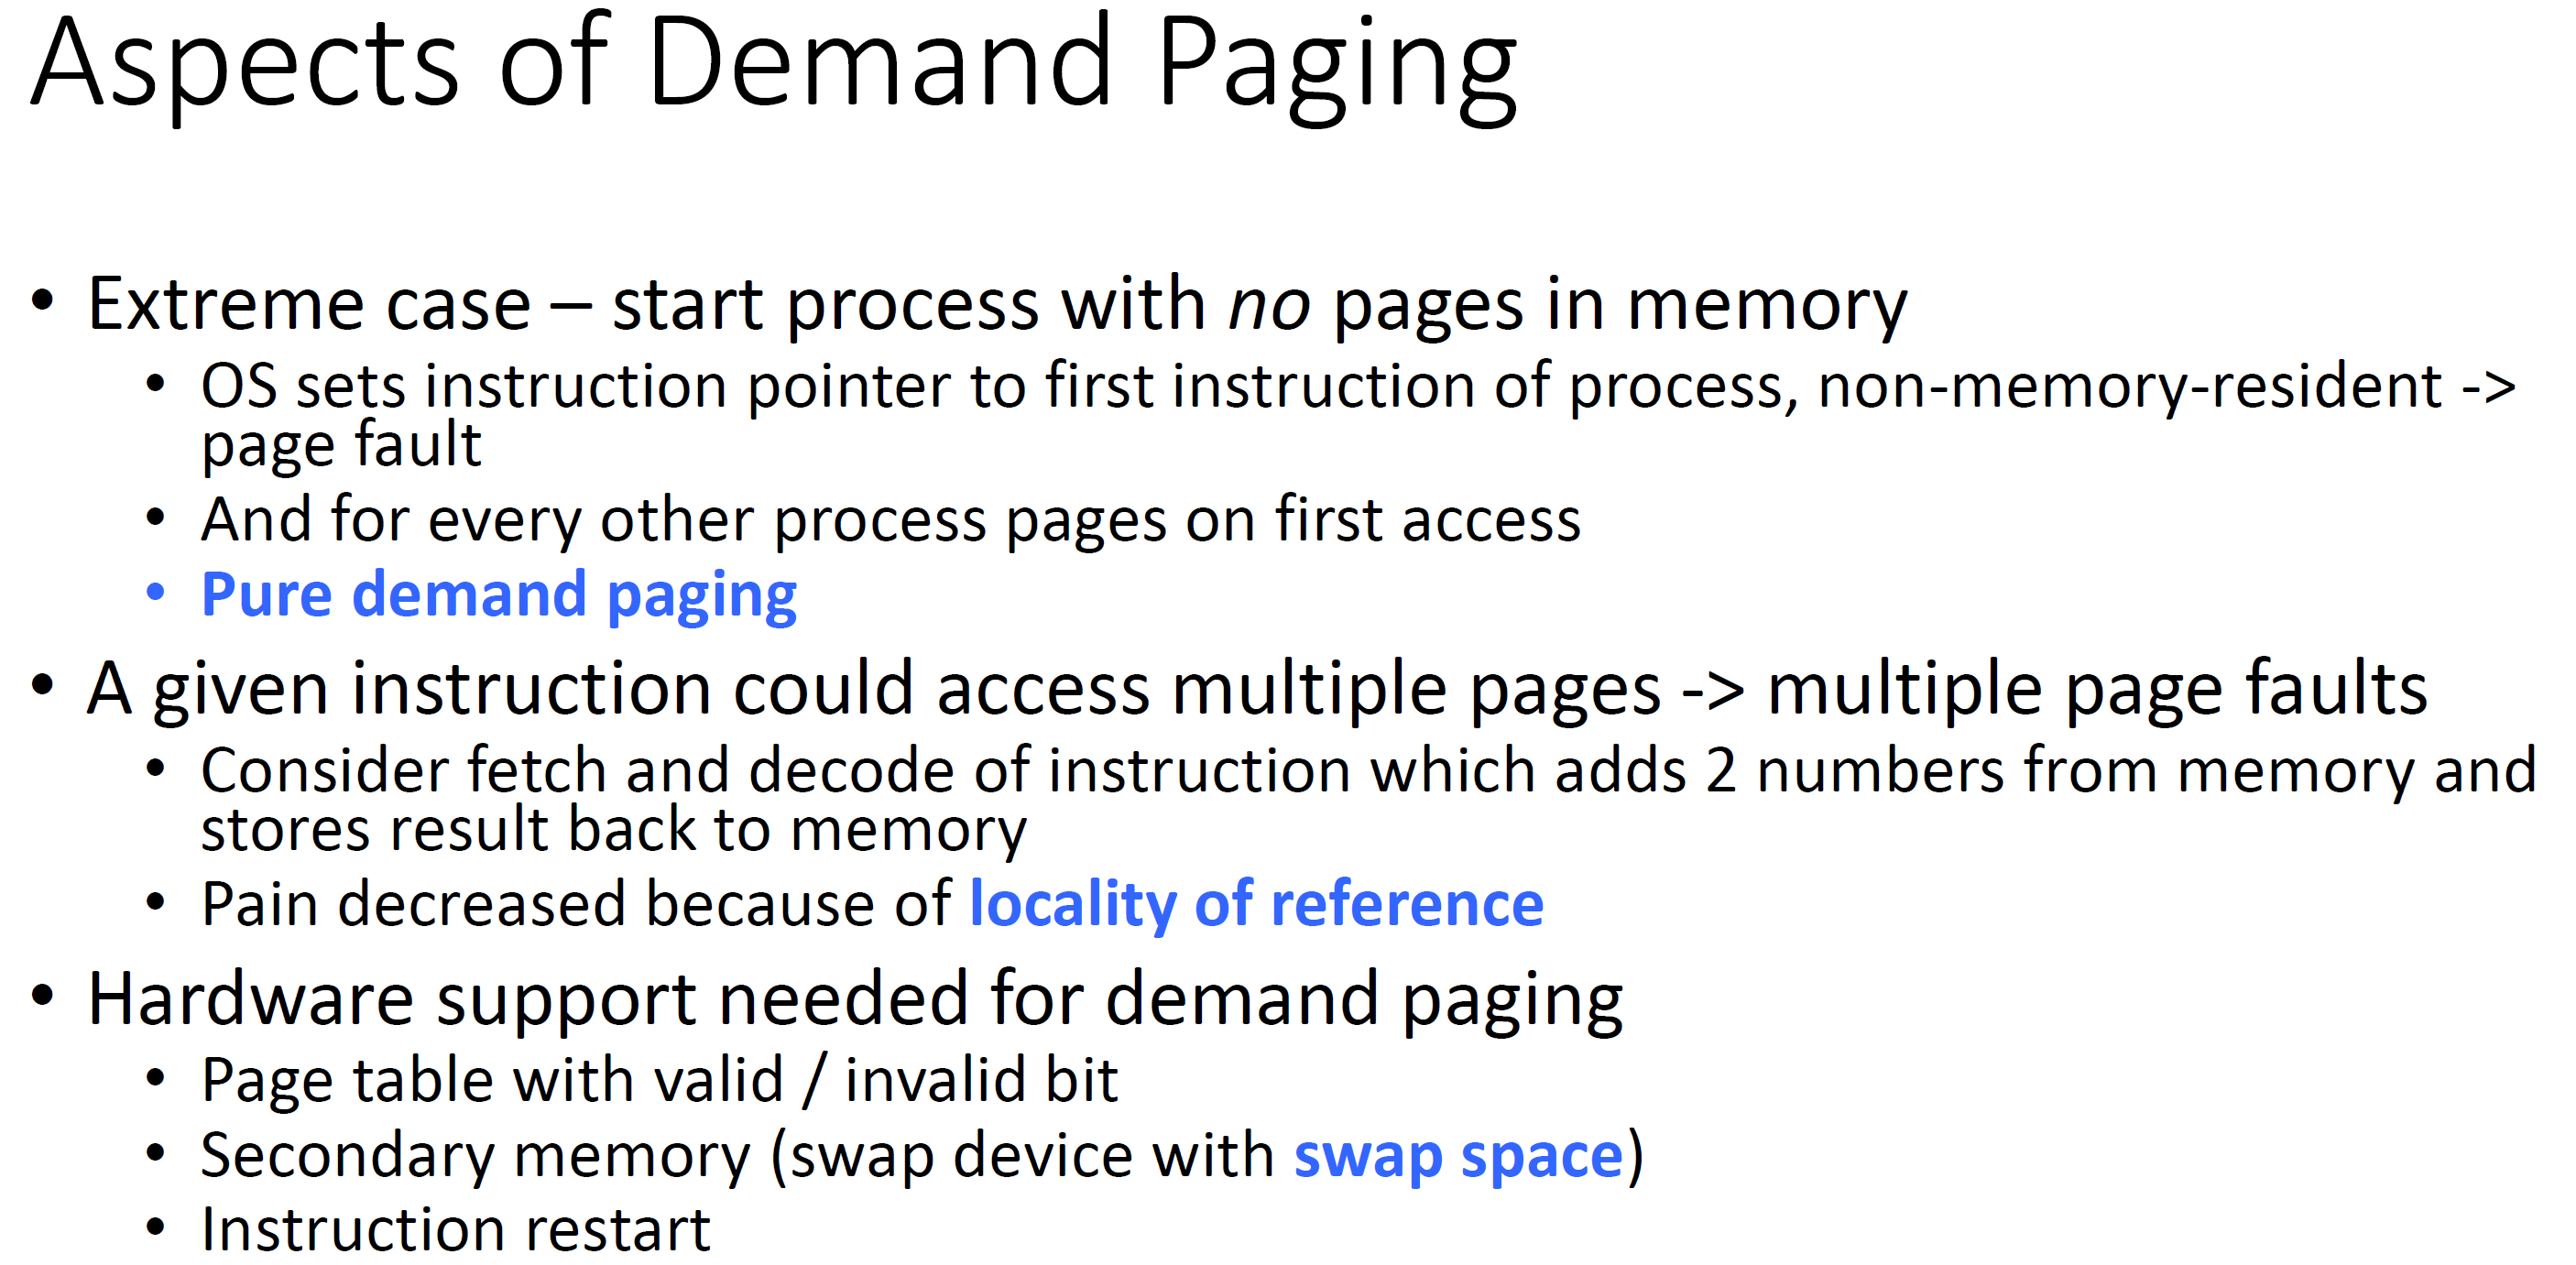 Aspects of Demand Paging
• Extreme case – start process with no pages in memory
• OS sets instruction pointer to first instruction of process, non-memory-resident ->
page fault
• And for every other process pages on first access
• Pure demand paging
• A given instruction could access multiple pages -> multiple page faults
• Consider fetch and decode of instruction which adds 2 numbers from memory and
stores result back to memory
• Pain decreased because of locality of reference
• Hardware support needed for demand paging
• Page table with valid / invalid bit
• Secondary memory (swap device with swap space)
• Instruction restart